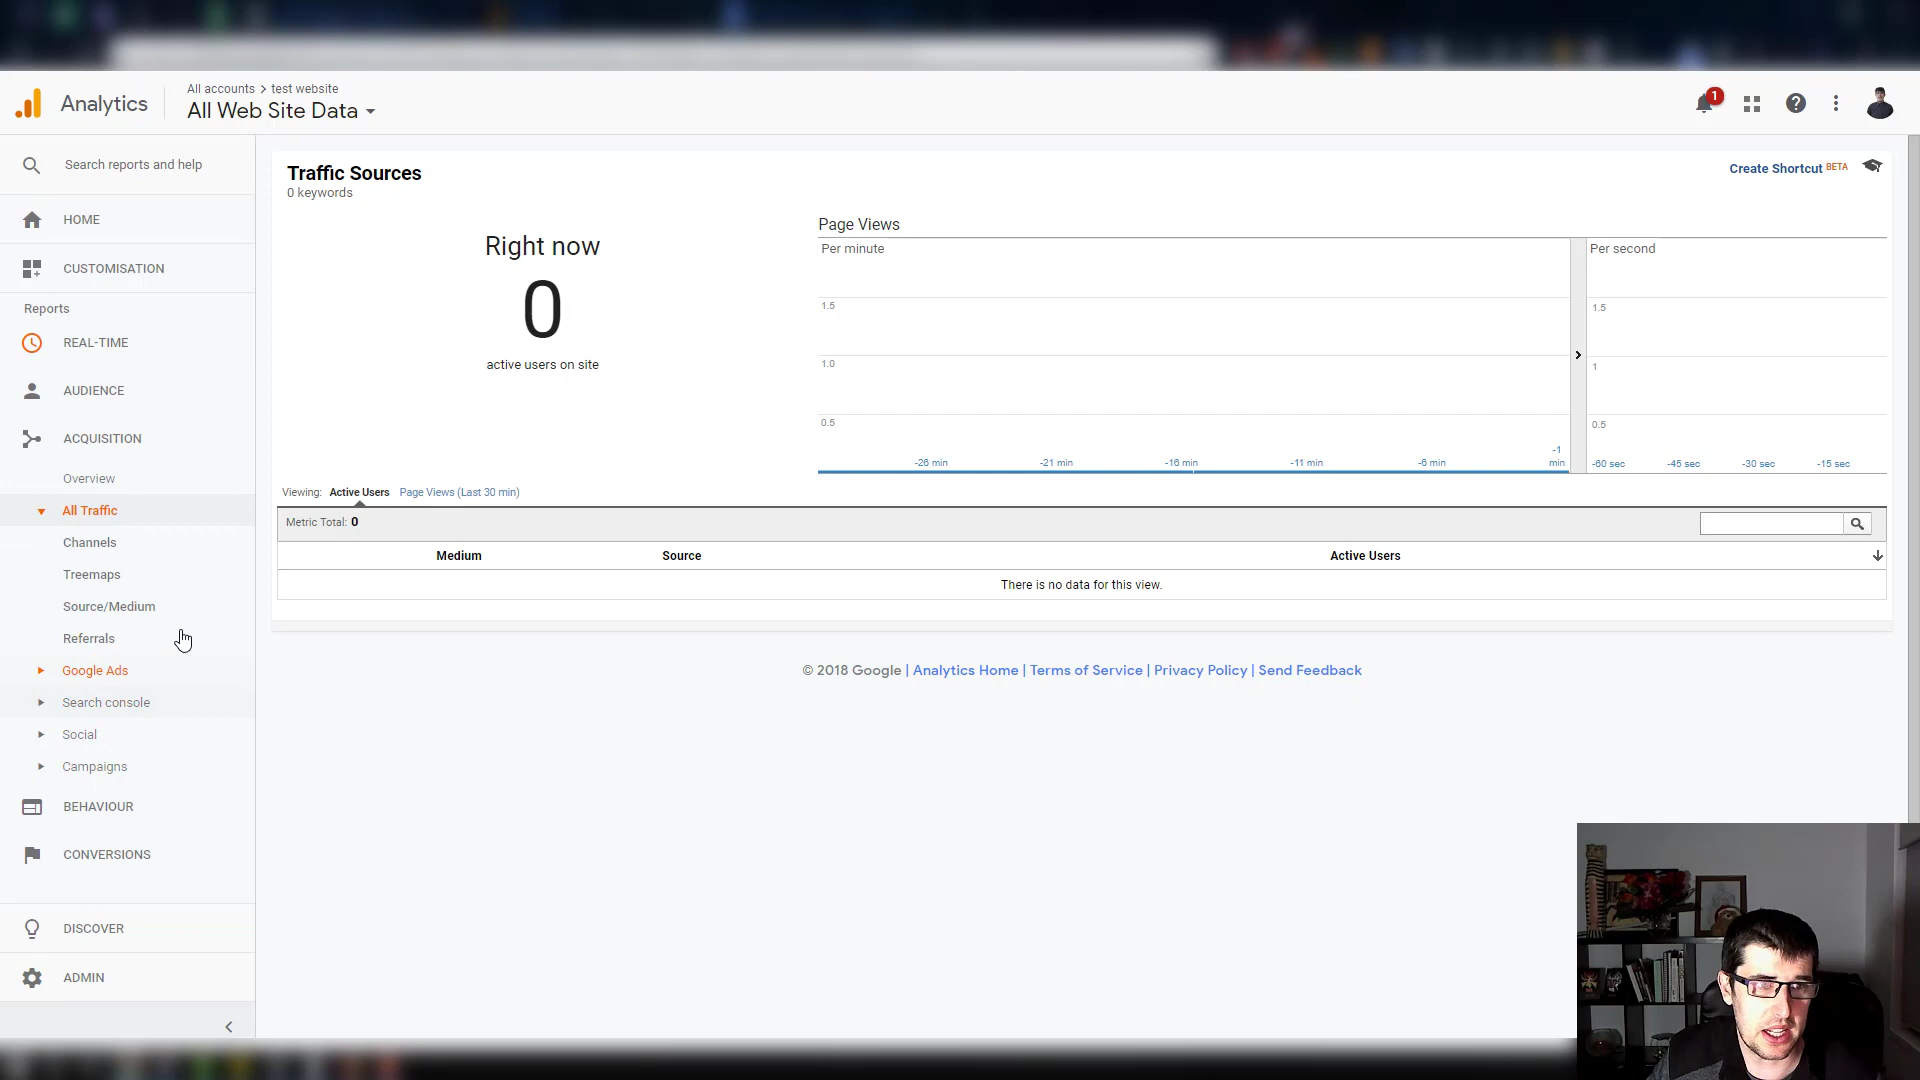 Analytics
All accounts > test website
All Web Site Data
1
Search reports and help
HOME
CUSTOMISATION
Reports
REAL-TIME
AUDIENCE
ACQUISITION
Overview
All Traffic
Channels
Treemaps
Source/Medium
Referrals
Google Ads
Search console
Social
Campaigns
BEHAVIOUR
CONVERSIONS
DISCOVER
ADMIN
Traffic Sources
0 keywords
Create Shortcut BETA
Right now
0
active users on site
Page Views
Per minute
1.5
1.0
0.5
-26 min
-21 min
-16 min
-11 min
-6 min
-1 min
Per second
1.5
1
0.5
-60 sec
-45 sec
-30 sec
-15 sec
Viewing: Active Users Page Views (Last 30 min)
Metric Total: 0
Medium Source Active Users
There is no data for this view.
© 2018 Google | Analytics Home | Terms of Service | Privacy Policy | Send Feedback